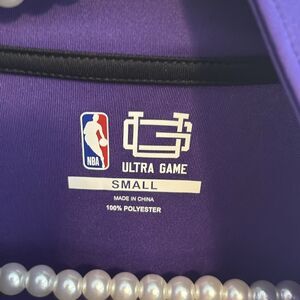 NBA
ULTRA GAME
SMALL
MADE IN CHINA
100% POLYESTER